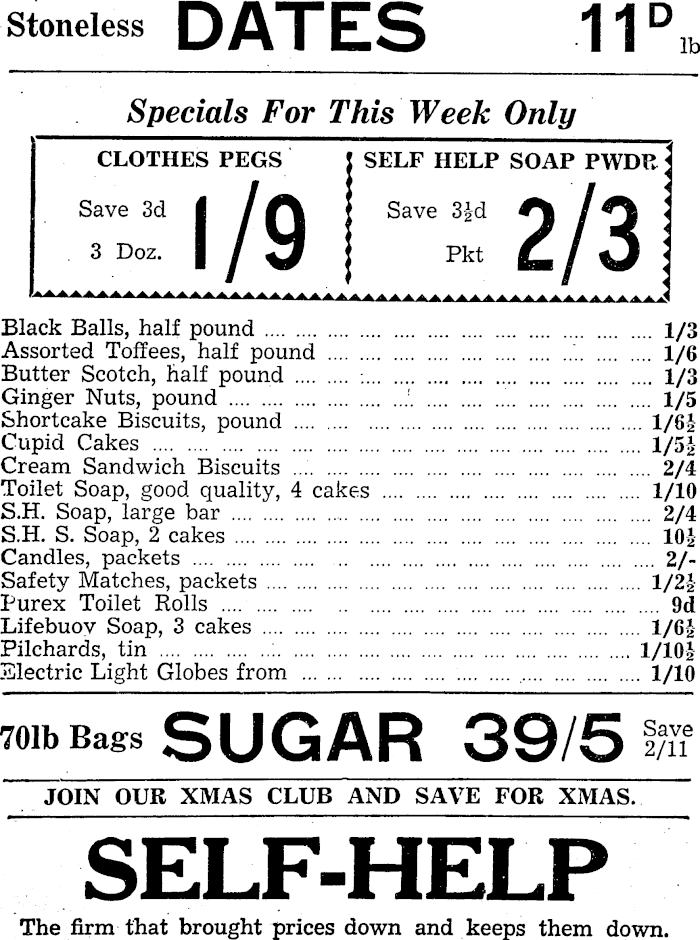 Stoneless DATES 11D lb
Specials For This Week Only
CLOTHES PEGS
Save 3d
3 Doz.
1/9
SELF HELP SOAP PWDR
Save 3½d
Pkt
2/3
Black Balls, half pound .... .... .... .... .... .... .... .... .... .... .... .... 1/3
Assorted Toffees, half pound .... .... .... .... .... .... .... .... .... .... 1/6
Butter Scotch, half pound .... .... .... .... .... .... .... .... .... .... .... 1/3
Ginger Nuts, pound .... .... .... .... .... .... .... .... .... .... .... .... .... 1/5
Shortcake Biscuits, pound .... .... .... .... .... .... .... .... .... .... .... 1/6½
Cupid Cakes .... .... .... .... .... .... .... .... .... .... .... .... .... .... .... 1/5½
Cream Sandwich Biscuits .... .... .... .... .... .... .... .... .... .... .... 2/4
Toilet Soap, good quality, 4 cakes .... .... .... .... .... .... .... .... 1/10
S.H. Soap, large bar .... .... .... .... .... .... .... .... .... .... .... .... .... 2/4
S.H. S. Soap, 2 cakes .... .... .... .... .... .... .... .... .... .... .... .... .... 10½
Candles, packets .... .... .... .... .... .... .... .... .... .... .... .... .... .... 2/-
Safety Matches, packets .... .... .... .... .... .... .... .... .... .... .... .... 1/2½
Purex Toilet Rolls .... .... .... .... .... .... .... .... .... .... .... .... .... 9d
Lifebuoy Soap, 3 cakes .... .... .... .... .... .... .... .... .... .... .... .... 1/6½
Pilchards, tin .... .... .... .... .... .... .... .... .... .... .... .... .... .... .... 1/10½
Electric Light Globes from .... .... .... .... .... .... .... .... .... .... .... 1/10
70lb Bags SUGAR 39/5 Save 2/11
JOIN OUR XMAS CLUB AND SAVE FOR XMAS.
SELF-HELP
The firm that brought prices down and keeps them down.